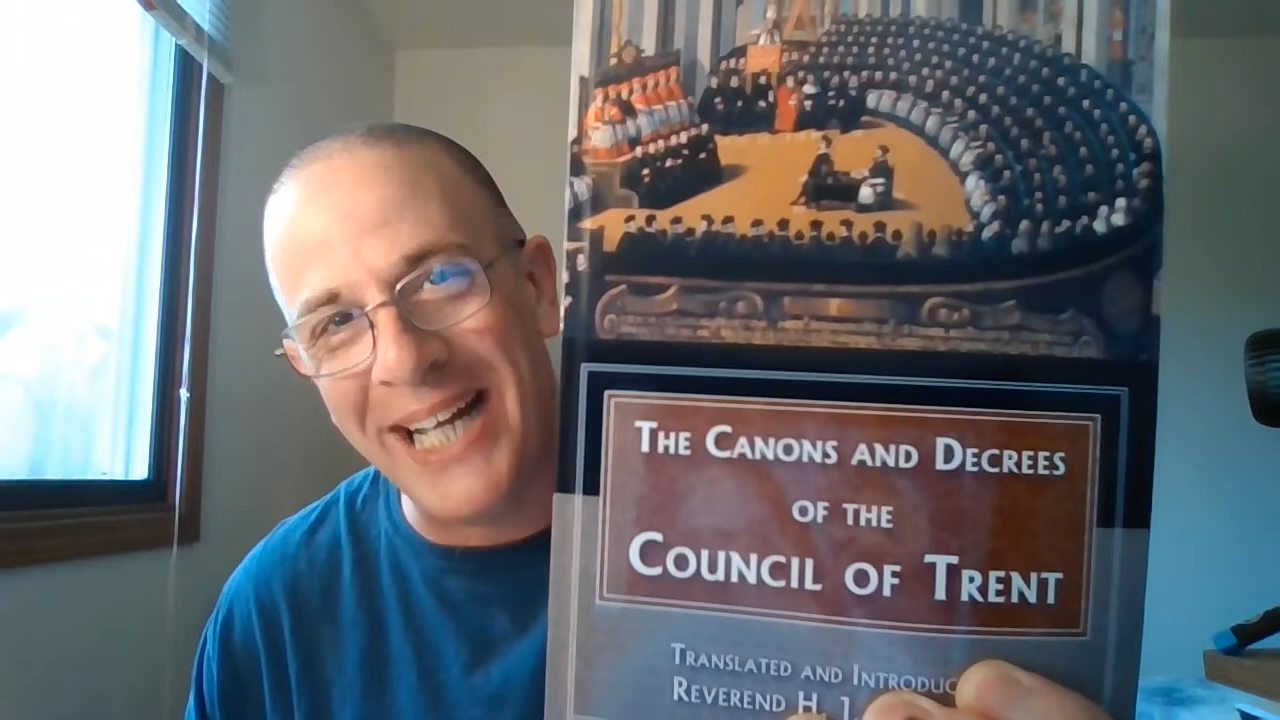 The Canons and Decrees
of the
Council of Trent
Translated and Introduc
Reverend H. J.